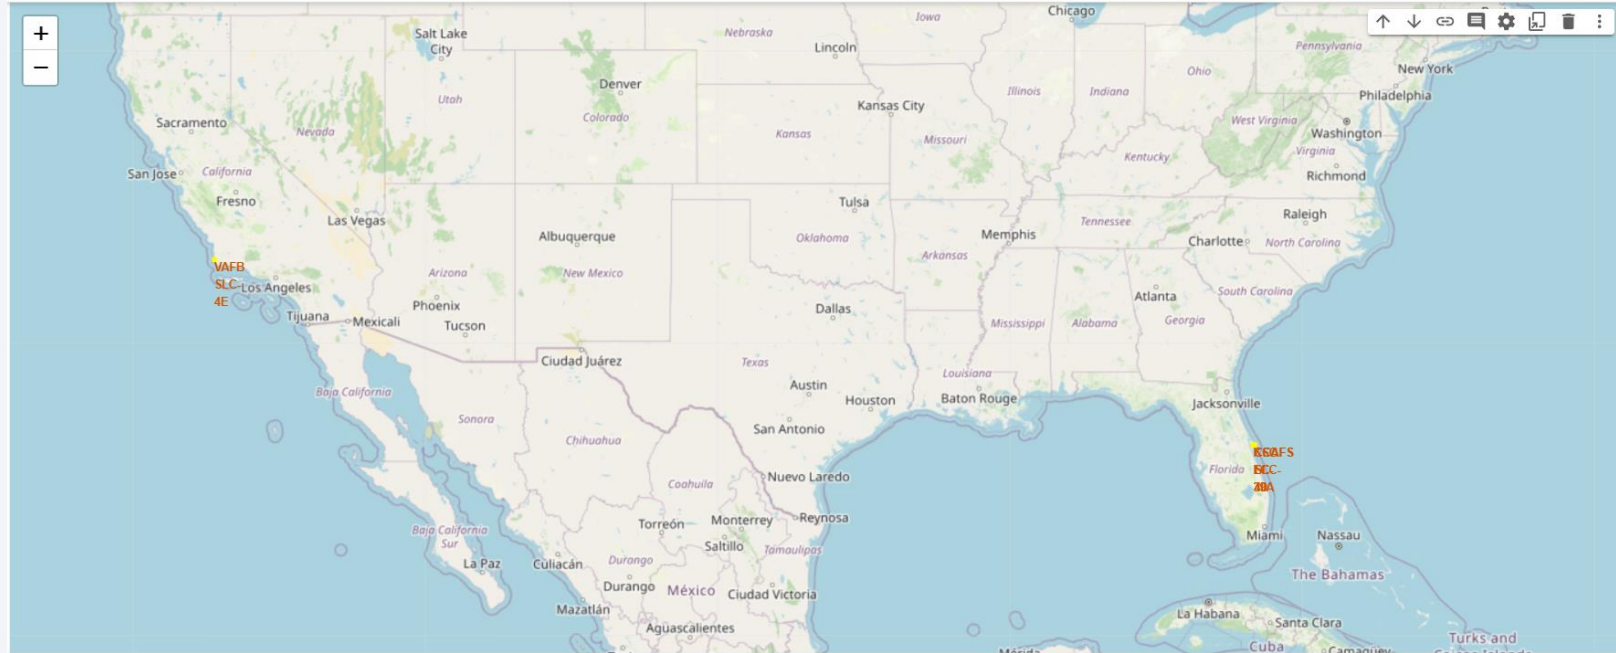 +
−
Salt Lake
City
Nebraska
Iowa
Chicago
Lincoln
Pennsylvania
New York
Denver
Utah
Colorado
Illinois
Indiana
Ohio
Philadelphia
Kansas City
Sacramento
Nevada
Kansas
Missouri
West Virginia
Washington
Virginia
Kentucky
San Jose
California
Richmond
Fresno
Las Vegas
Tulsa
Raleigh
Albuquerque
Oklahoma
Memphis
Tennessee
Charlotte
North Carolina
Arkansas
VAFB
SLC-
4E
Los Angeles
Arizona
New Mexico
Phoenix
Dallas
Atlanta
South Carolina
Tijuana
Mexicali
Tucson
Mississippi
Alabama
Georgia
Ciudad Juárez
Texas
Louisiana
Baja California
Austin
Houston
Baton Rouge
Jacksonville
Sonora
Chihuahua
San Antonio
Florida
Coahuila
Nuevo Laredo
Baja California
Sur
Torreón
Monterrey
Reynosa
Saltillo
Tamaulipas
Miami
Nassau
La Paz
Culiacán
Durango
Durango
México
Ciudad Victoria
The Bahamas
Mazatlán
Aguascalientes
La Habana
Santa Clara
Cuba
Camagüey
Turks and
Mérida